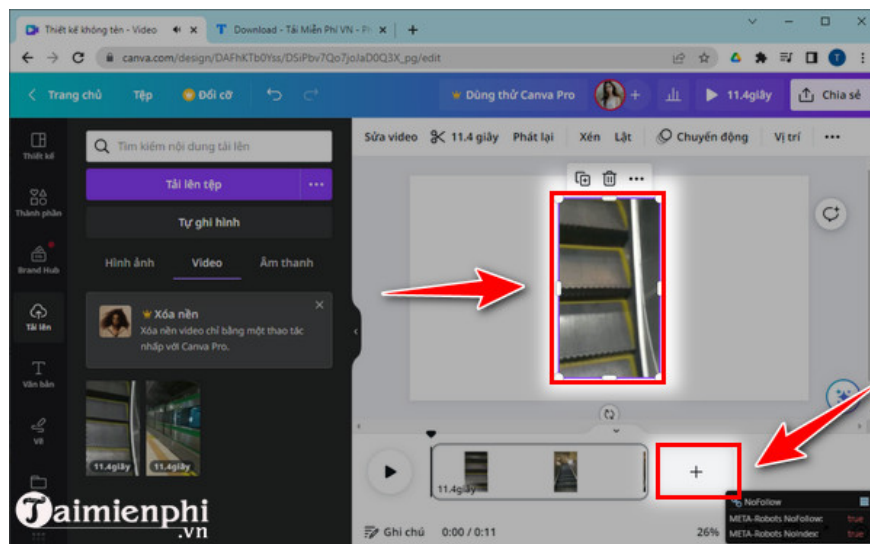 Thiết kế không tên - Video
Download - Tải Miễn Phí VN - Ph
canva.com/design/DAFhKTb0Yss/DSiPbv7Qo7joJaD0Q3X_pg/edit
Trang chủ Tệp Đổi cỡ Dùng thử Canva Pro 11.4giây Chia sẻ
Thiết kế
Thành phần
Brand Hub
Tải lên
Văn bản
Vẽ
Tìm kiếm nội dung tải lên
Tải lên tệp
Tự ghi hình
Hình ảnh Video Âm thanh
Xóa nền
Xóa nền video chỉ bằng một thao tác
nhấp với Canva Pro.
11.4giây 11.4giây
Sửa video 11.4 giây Phát lại Xén Lật Chuyển động Vị trí
11.4giây
Ghi chú 0:00 / 0:11 26%
NoFollow
META-Robots NoFollow: true
META-Robots NoIndex: true
Taimienphi
.vn